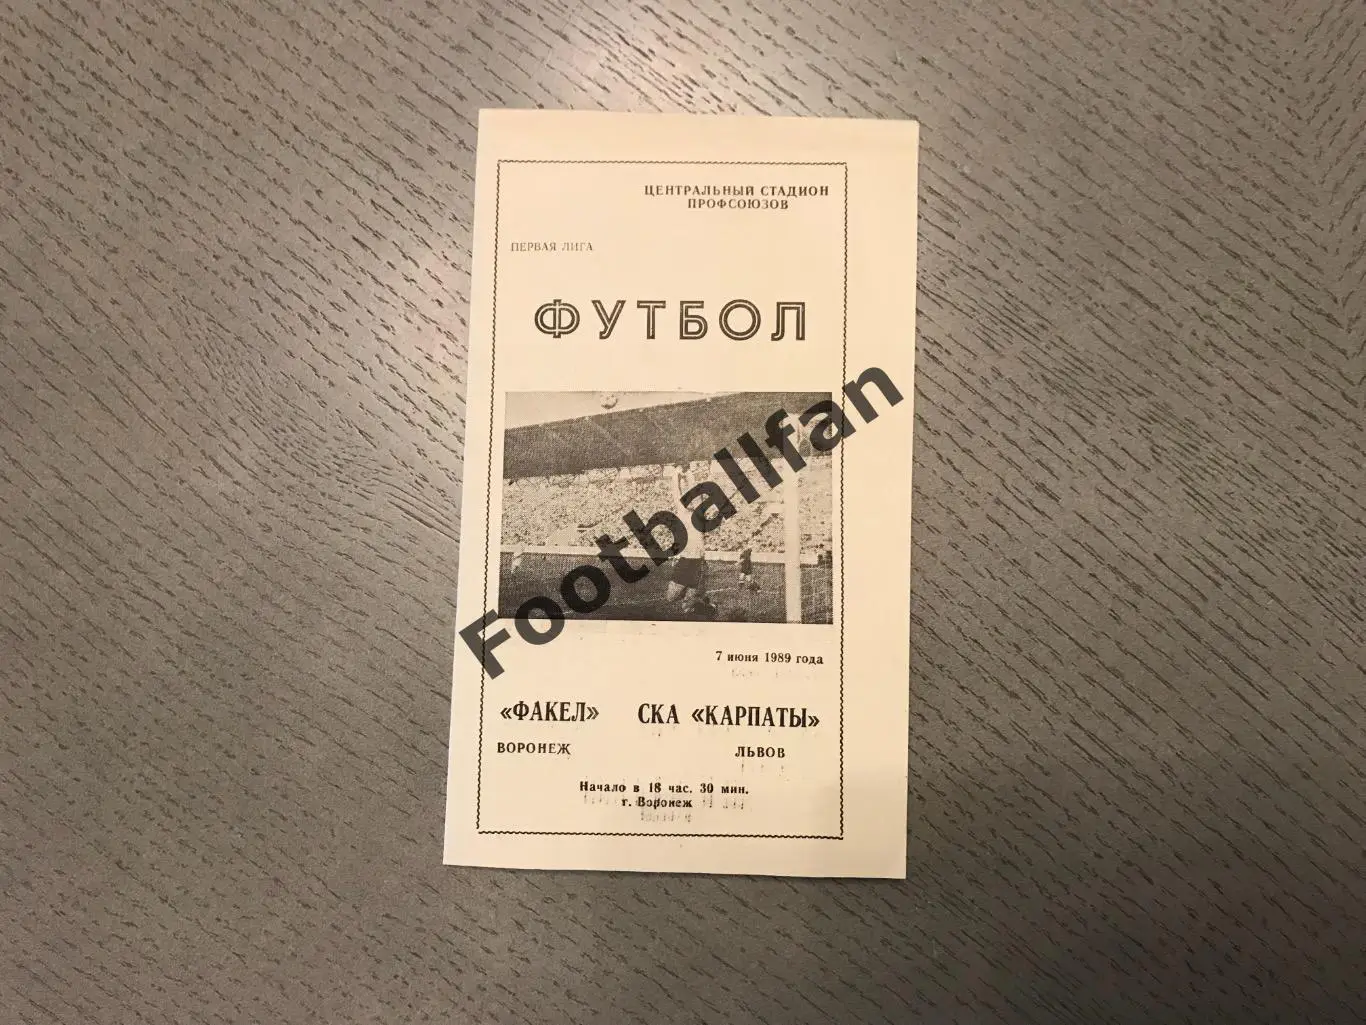 ЦЕНТРАЛЬНЫЙ СТАДИОН
ПРОФСОЮЗОВ
ПЕРВАЯ ЛИГА
ФУТБОЛ
Footballfan
7 июня 1989 года
«ФАКЕЛ» СКА «КАРПАТЫ»
ВОРОНЕЖ ЛЬВОВ
Начало в 18 час. 30 мин.
г. Воронеж